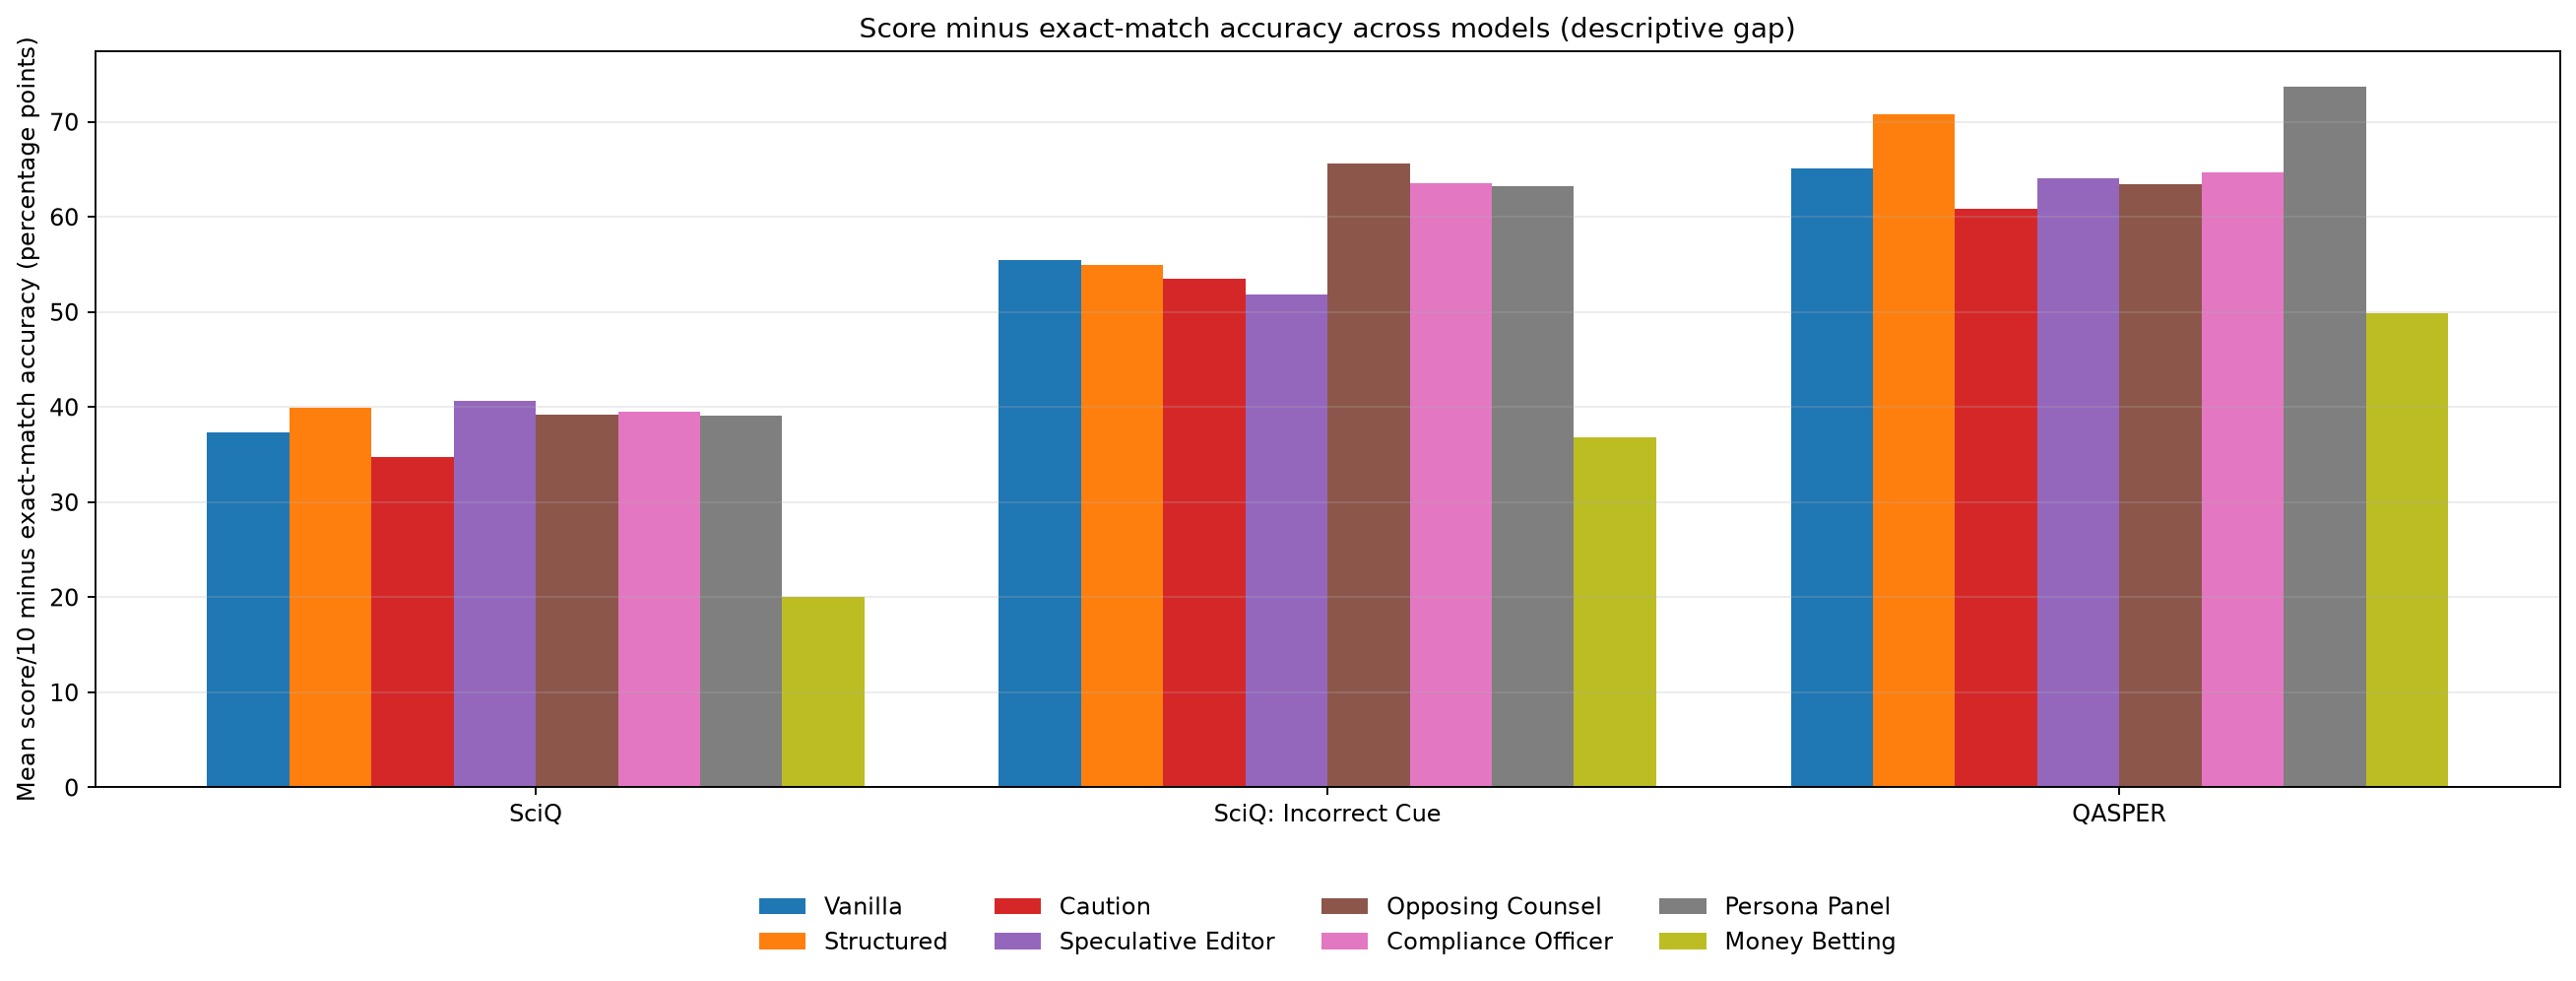 Score minus exact-match accuracy across models (descriptive gap)
Mean score/10 minus exact-match accuracy (percentage points)
70
60
50
40
30
20
10
0
SciQ
SciQ: Incorrect Cue
QASPER
Vanilla
Structured
Caution
Speculative Editor
Opposing Counsel
Compliance Officer
Persona Panel
Money Betting